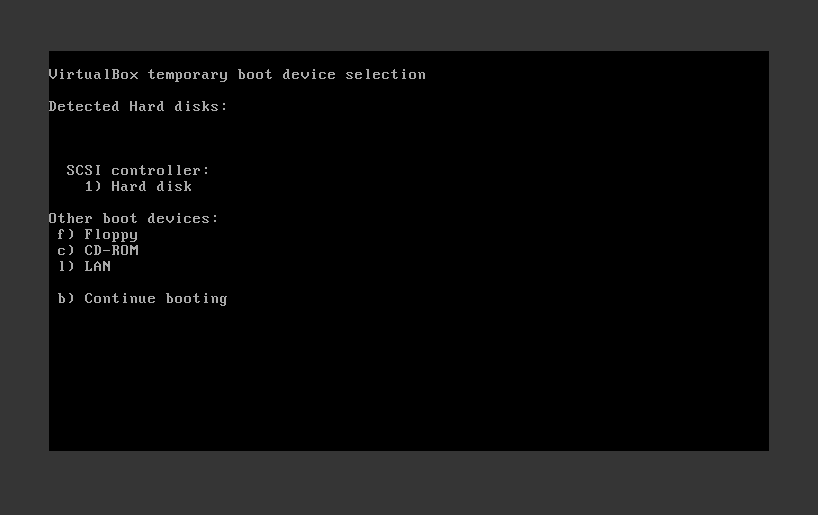 VirtualBox temporary boot device selection
Detected Hard disks:
SCSI controller:
1) Hard disk
Other boot devices:
f) Floppy
c) CD-ROM
l) LAN
b) Continue booting